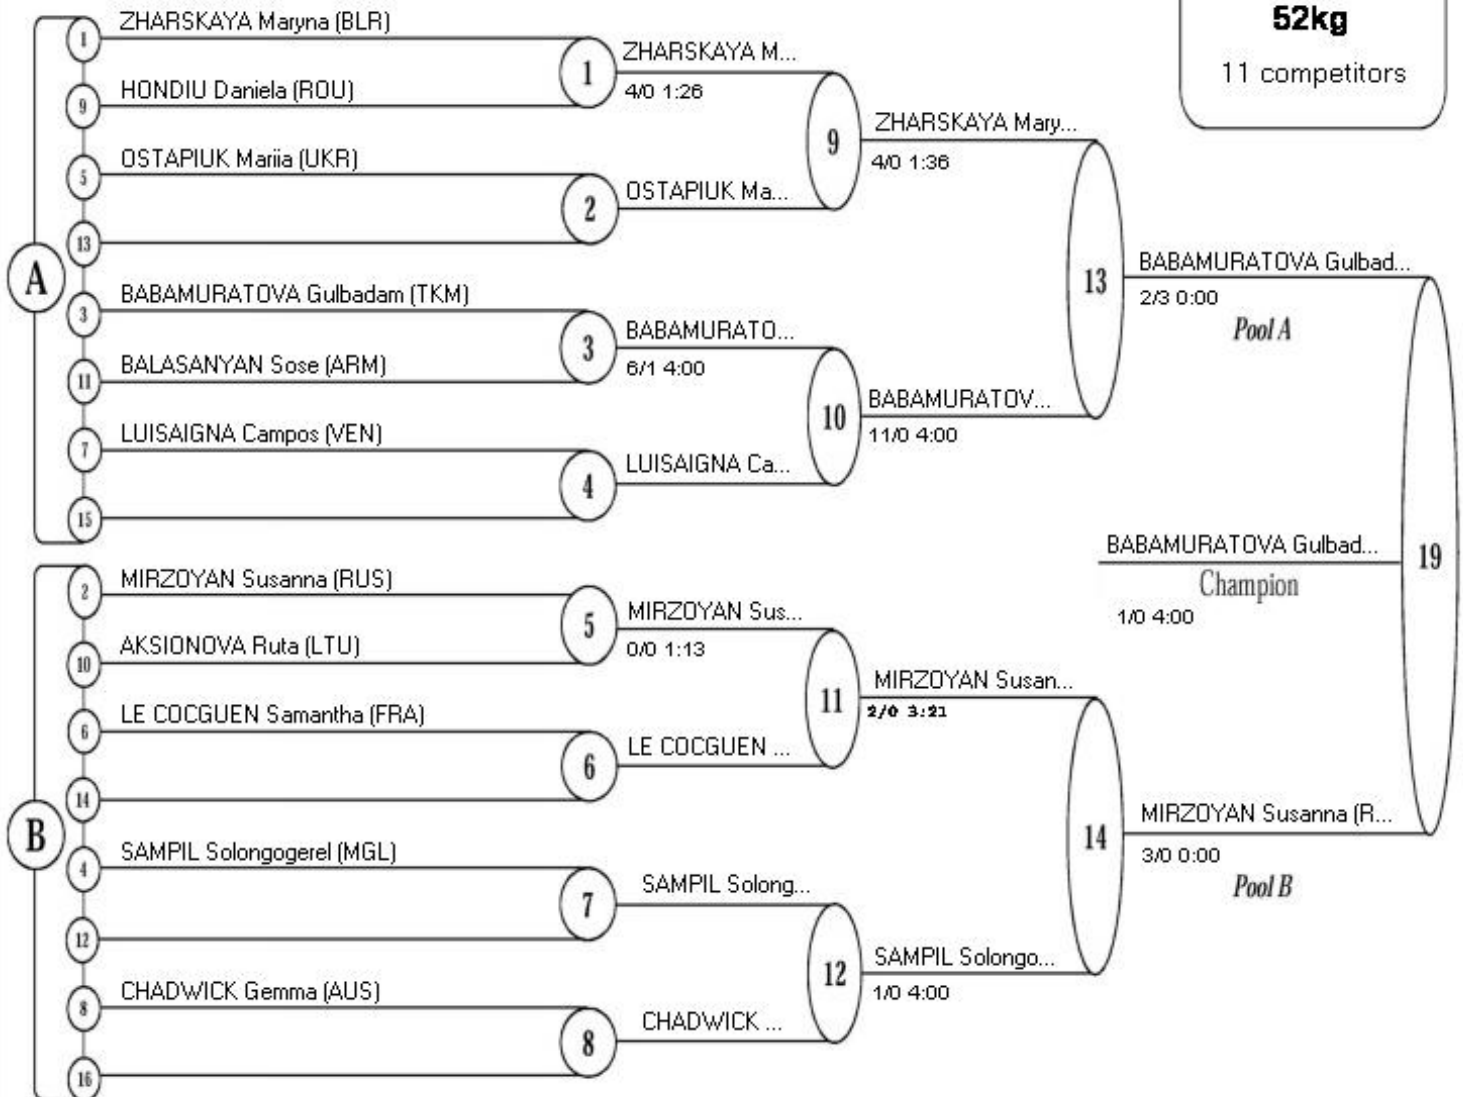 52kg
11 competitors
A
1
ZHARSKAYA Maryna (BLR)
9
HONDIU Daniela (ROU)
5
OSTAPIUK Mariia (UKR)
13
3
BABAMURATOVA Gulbadam (TKM)
11
BALASANYAN Sose (ARM)
7
LUISAIGNA Campos (VEN)
15
B
2
MIRZOYAN Susanna (RUS)
10
AKSIONOVA Ruta (LTU)
6
LE COCGUEN Samantha (FRA)
14
4
SAMPIL Solongogerel (MGL)
12
8
CHADWICK Gemma (AUS)
16
1
ZHARSKAYA M...
4/0 1:26
2
OSTAPIUK Ma...
3
BABAMURATO...
6/1 4:00
4
LUISAIGNA Ca...
5
MIRZOYAN Sus...
0/0 1:13
6
LE COCGUEN ...
7
SAMPIL Solong...
8
CHADWICK ...
9
ZHARSKAYA Mary...
4/0 1:36
10
BABAMURATOV...
11/0 4:00
11
MIRZOYAN Susan...
2/0 3:21
12
SAMPIL Solongo...
1/0 4:00
13
BABAMURATOVA Gulbad...
2/3 0:00
Pool A
14
MIRZOYAN Susanna (R...
3/0 0:00
Pool B
19
BABAMURATOVA Gulbad...
Champion
1/0 4:00